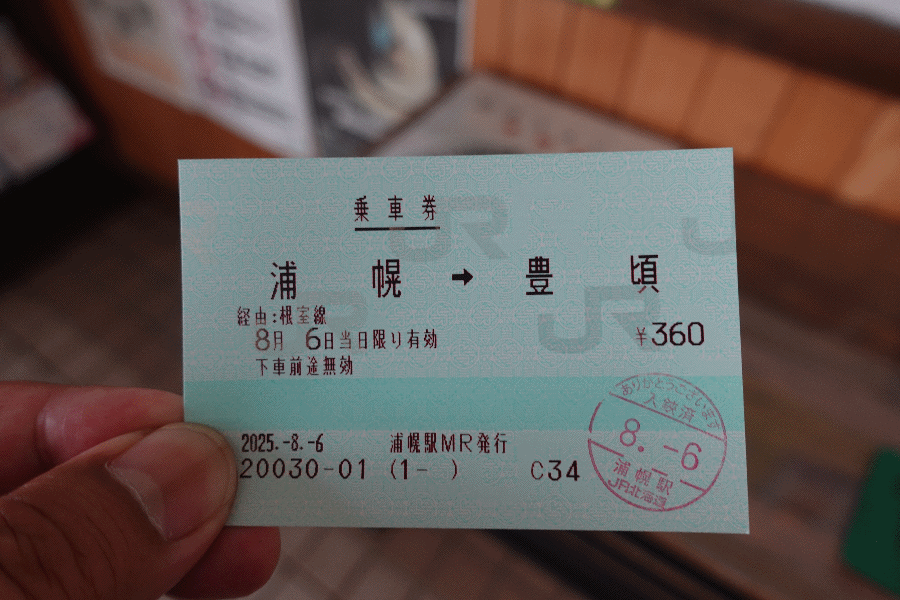 乗車券
浦幌 → 豊頃
経由:根室線
8月 6日当日限り有効
¥360
下車前途無効
2025.-8.-6 浦幌駅MR発行
20030-01 (1- ) C34
ありがとうございます
入鋏済
8.-6
浦幌駅
JR北海道
JR
JR